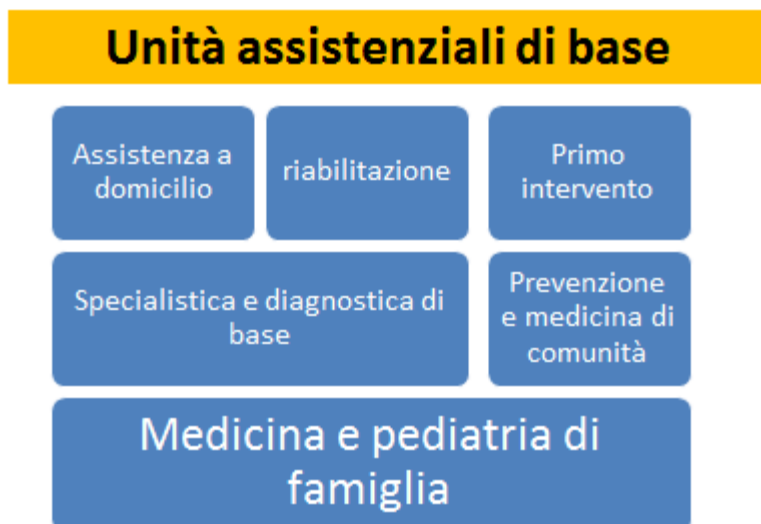 Unità assistenziali di base
Assistenza a
domicilio
riabilitazione
Primo
intervento
Specialistica e diagnostica di
base
Prevenzione
e medicina di
comunità
Medicina e pediatria di
famiglia